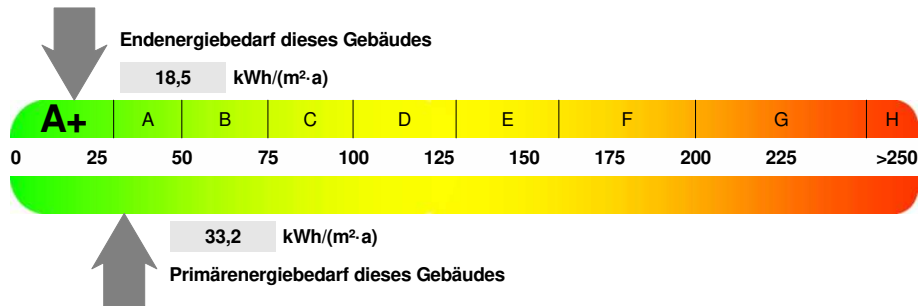 Endenergiebedarf dieses Gebäudes
18,5 kWh/(m²·a)
A+ A B C D E F G H
0 25 50 75 100 125 150 175 200 225 >250
33,2 kWh/(m²·a)
Primärenergiebedarf dieses Gebäudes